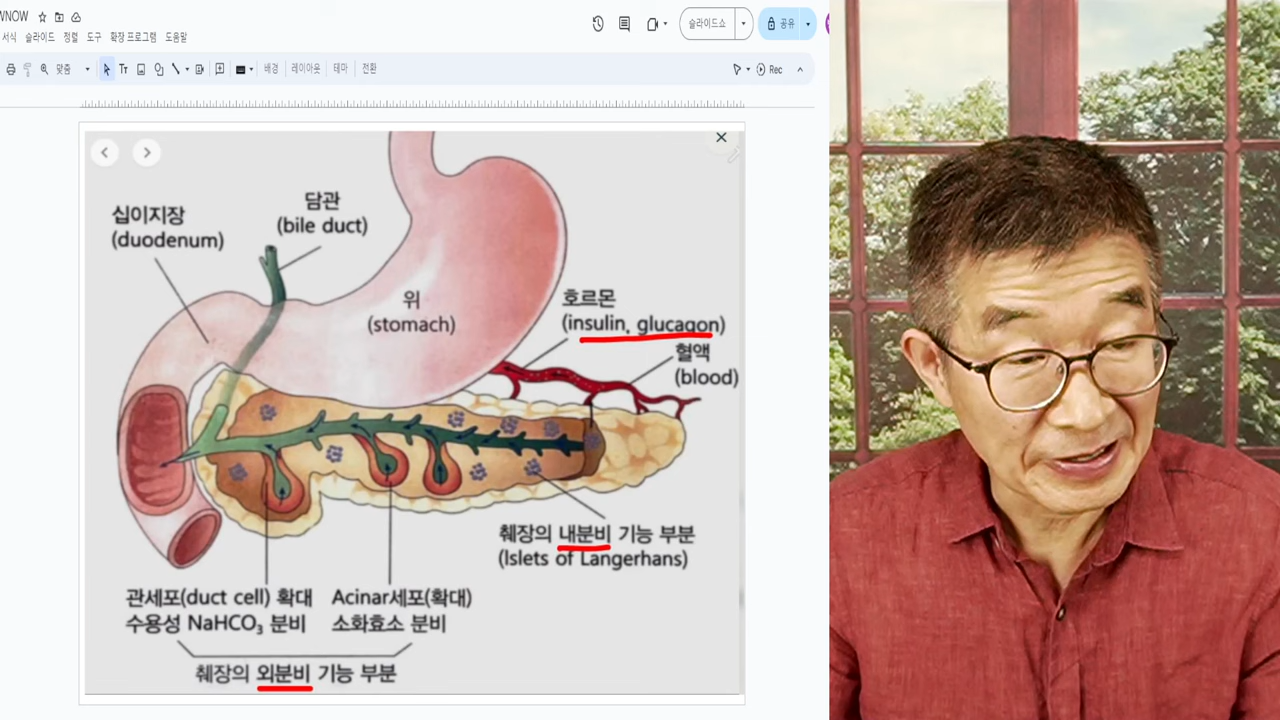 WNOW
서식 슬라이드 정렬 도구 확장 프로그램 도움말
슬라이드쇼
공유
맞춤
Tт
배경 레이아웃 테마 전환
Rec
십이지장
(duodenum)
담관
(bile duct)
위
(stomach)
호르몬
(insulin, glucagon)
혈액
(blood)
췌장의 내분비 기능 부분
(Islets of Langerhans)
관세포(duct cell) 확대
수용성 NaHCO₃ 분비
Acinar세포(확대)
소화효소 분비
췌장의 외분비 기능 부분